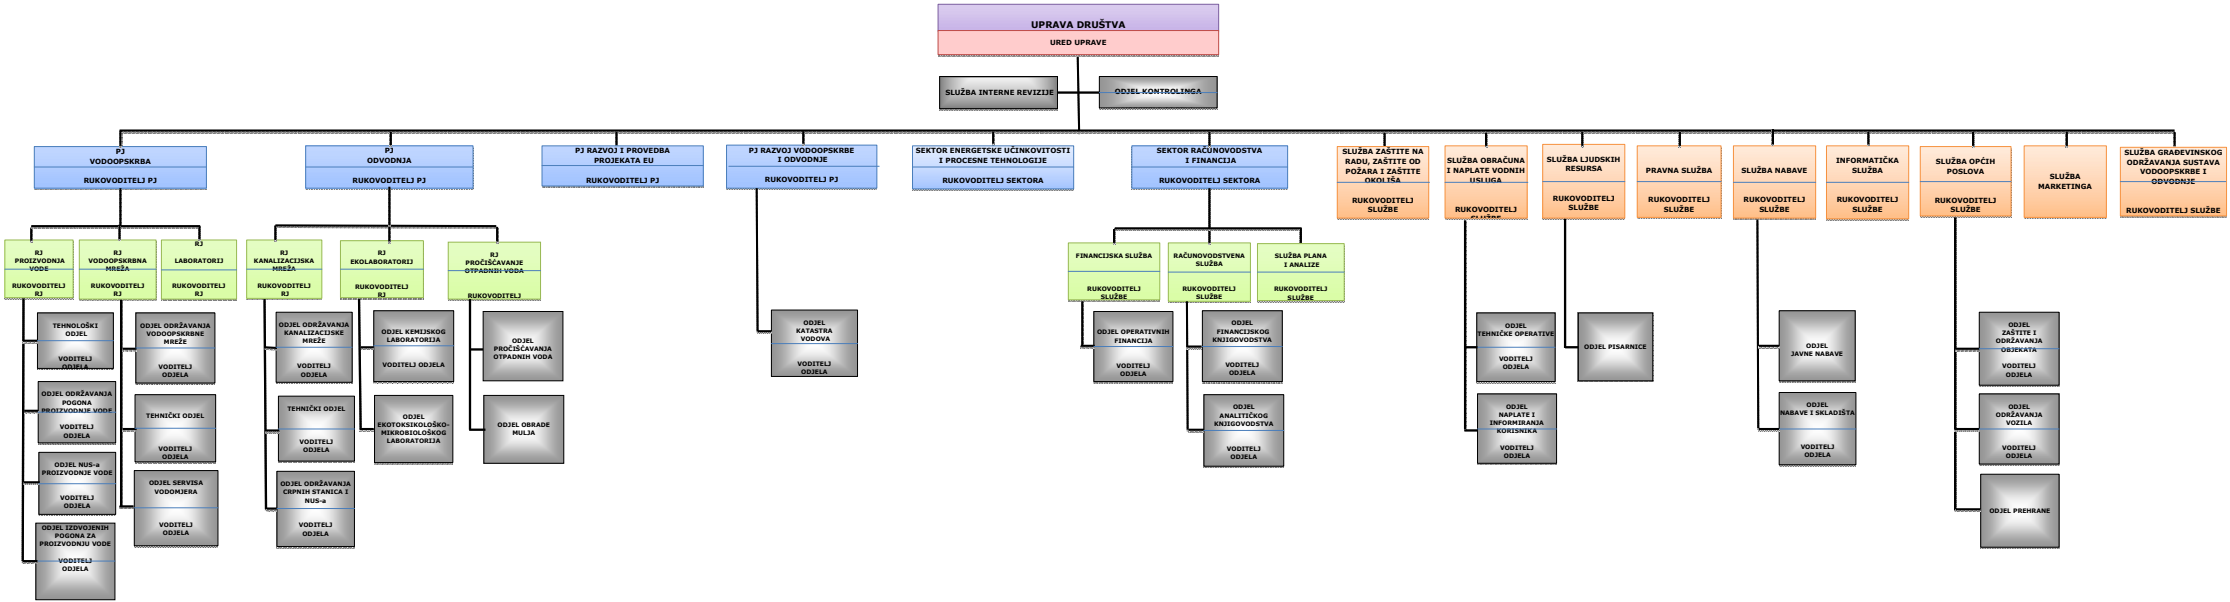 UPRAVA DRUŠTVA
URED UPRAVE
SLUŽBA INTERNE REVIZIJE
ODJEL KONTROLINGA
PJ
VODOOPSKRBA
RUKOVODITELJ PJ
PJ
ODVODNJA
RUKOVODITELJ PJ
PJ RAZVOJ I PROVEDBA
PROJEKATA EU
RUKOVODITELJ PJ
PJ RAZVOJ VODOOPSKRBE
I ODVODNJE
RUKOVODITELJ PJ
SEKTOR ENERGETSKE UČINKOVITOSTI
I PROCESNE TEHNOLOGIJE
RUKOVODITELJ SEKTORA
SEKTOR RAČUNOVODSTVA
I FINANCIJA
RUKOVODITELJ SEKTORA
SLUŽBA ZAŠTITE NA
RADU, ZAŠTITE OD
POŽARA I ZAŠTITE
OKOLIŠA
RUKOVODITELJ
SLUŽBE
SLUŽBA OBRAČUNA
I NAPLATE VODNIH
USLUGA
RUKOVODITELJ
SLUŽBE
SLUŽBA LJUDSKIH
RESURSA
RUKOVODITELJ
SLUŽBE
PRAVNA SLUŽBA
RUKOVODITELJ
SLUŽBE
SLUŽBA NABAVE
RUKOVODITELJ
SLUŽBE
INFORMATIČKA
SLUŽBA
RUKOVODITELJ
SLUŽBE
SLUŽBA OPĆIH
POSLOVA
RUKOVODITELJ
SLUŽBE
SLUŽBA
MARKETINGA
SLUŽBA GRAĐEVINSKOG
ODRŽAVANJA SUSTAVA
VODOOPSKRBE I
ODVODNJE
RUKOVODITELJ SLUŽBE
RJ
PROIZVODNJA
VODE
RUKOVODITELJ
RJ
RJ
VODOOPSKRBNA
MREŽA
RUKOVODITELJ
RJ
RJ
LABORATORIJ
RUKOVODITELJ
RJ
RJ
KANALIZACIJSKA
MREŽA
RUKOVODITELJ
RJ
RJ
EKOLABORATORIJ
RUKOVODITELJ
RJ
RJ
PROČIŠĆAVANJE
OTPADNIH VODA
RUKOVODITELJ
FINANCIJSKA SLUŽBA
RUKOVODITELJ
SLUŽBE
RAČUNOVODSTVENA
SLUŽBA
RUKOVODITELJ
SLUŽBE
SLUŽBA PLANA
I ANALIZE
RUKOVODITELJ
SLUŽBE
TEHNOLOŠKI
ODJEL
VODITELJ
ODJELA
ODJEL ODRŽAVANJA
POGONA
PROIZVODNJE VODE
VODITELJ
ODJELA
ODJEL NUS-a
PROIZVODNJE VODE
VODITELJ
ODJELA
ODJEL IZDVOJENIH
POGONA ZA
PROIZVODNJU VODE
VODITELJ
ODJELA
ODJEL ODRŽAVANJA
VODOOPSKRBNE
MREŽE
VODITELJ
ODJELA
TEHNIČKI ODJEL
VODITELJ
ODJELA
ODJEL SERVISA
VODOMJERA
VODITELJ
ODJELA
ODJEL ODRŽAVANJA
KANALIZACIJSKE
MREŽE
VODITELJ
ODJELA
TEHNIČKI ODJEL
VODITELJ
ODJELA
ODJEL ODRŽAVANJA
CRPNIH STANICA I
NUS-a
VODITELJ
ODJELA
ODJEL KEMIJSKOG
LABORATORIJA
VODITELJ ODJELA
ODJEL
EKOTOKSIKOLOŠKO-
MIKROBIOLOŠKOG
LABORATORIJA
ODJEL
PROČIŠĆAVANJA
OTPADNIH VODA
ODJEL OBRADE
MULJA
ODJEL
KATASTRA
VODOVA
VODITELJ
ODJELA
ODJEL OPERATIVNIH
FINANCIJA
VODITELJ
ODJELA
ODJEL
FINANCIJSKOG
KNJIGOVODSTVA
VODITELJ
ODJELA
ODJEL
ANALITIČKOG
KNJIGOVODSTVA
VODITELJ
ODJELA
ODJEL
TEHNIČKE OPERATIVE
VODITELJ
ODJELA
ODJEL
NAPLATE I
INFORMIRANJA
KORISNIKA
VODITELJ
ODJELA
ODJEL PISARNICE
ODJEL
JAVNE NABAVE
ODJEL
NABAVE I SKLADIŠTA
VODITELJ
ODJELA
ODJEL
ZAŠTITE I
ODRŽAVANJA
OBJEKATA
VODITELJ
ODJELA
ODJEL
ODRŽAVANJA
VOZILA
VODITELJ
ODJELA
ODJEL PREHRANE